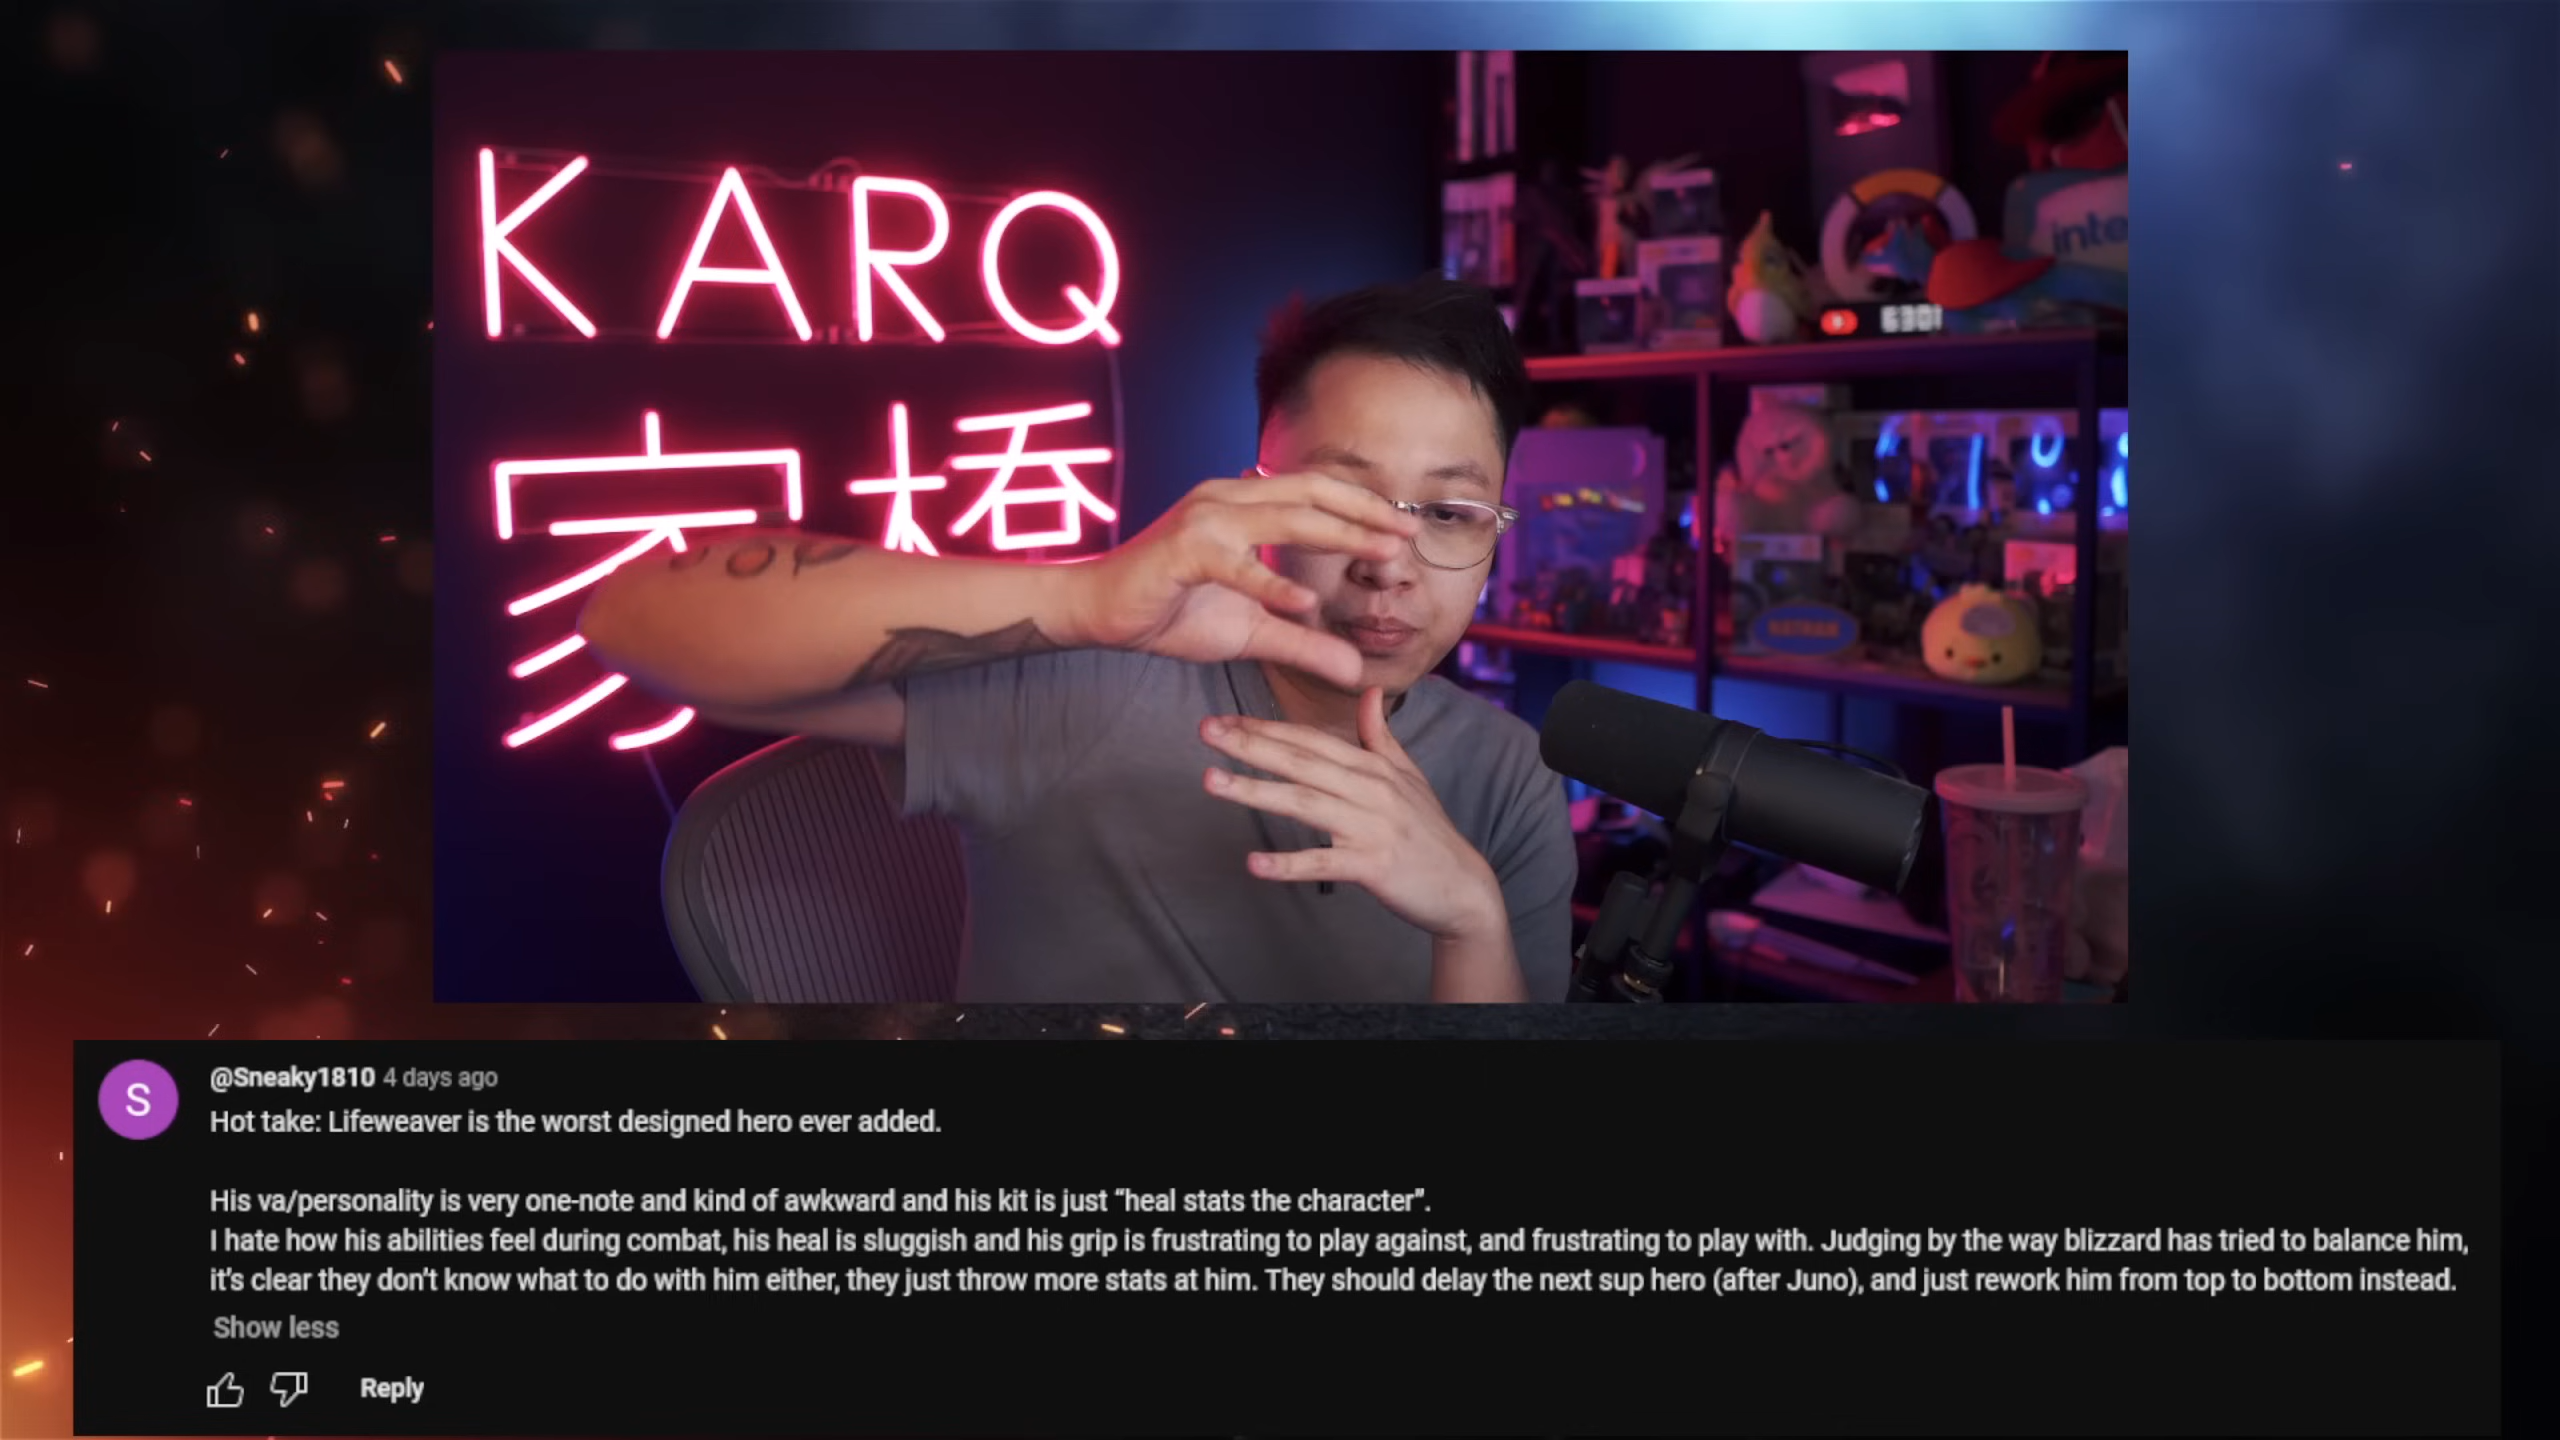 KARQ
家橋
inte
6301
S
@Sneaky1810 4 days ago
Hot take: Lifeweaver is the worst designed hero ever added.
His va/personality is very one-note and kind of awkward and his kit is just “heal stats the character”.
I hate how his abilities feel during combat, his heal is sluggish and his grip is frustrating to play against, and frustrating to play with. Judging by the way blizzard has tried to balance him,
it's clear they don't know what to do with him either, they just throw more stats at him. They should delay the next sup hero (after Juno), and just rework him from top to bottom instead.
Show less
Reply